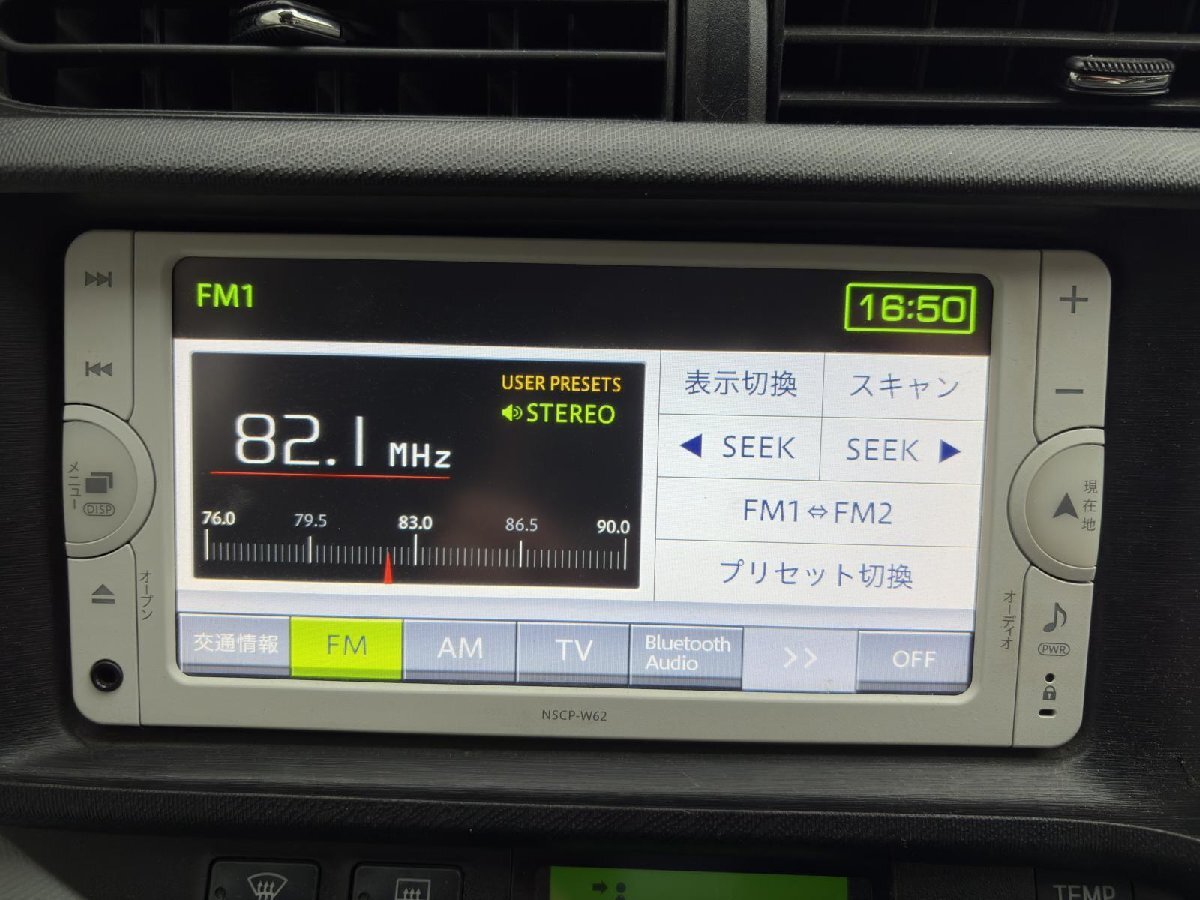 FM1
16:50
USER PRESETS
STEREO
82.1 MHz
76.0 79.5 83.0 86.5 90.0
表示切換
スキャン
SEEK
SEEK
FM1⇔FM2
プリセット切換
交通情報
FM
AM
TV
Bluetooth
Audio
>>
OFF
メニュー
DISP
オープン
現在地
オーディオ
PWR
NSCP-W62
TEMP